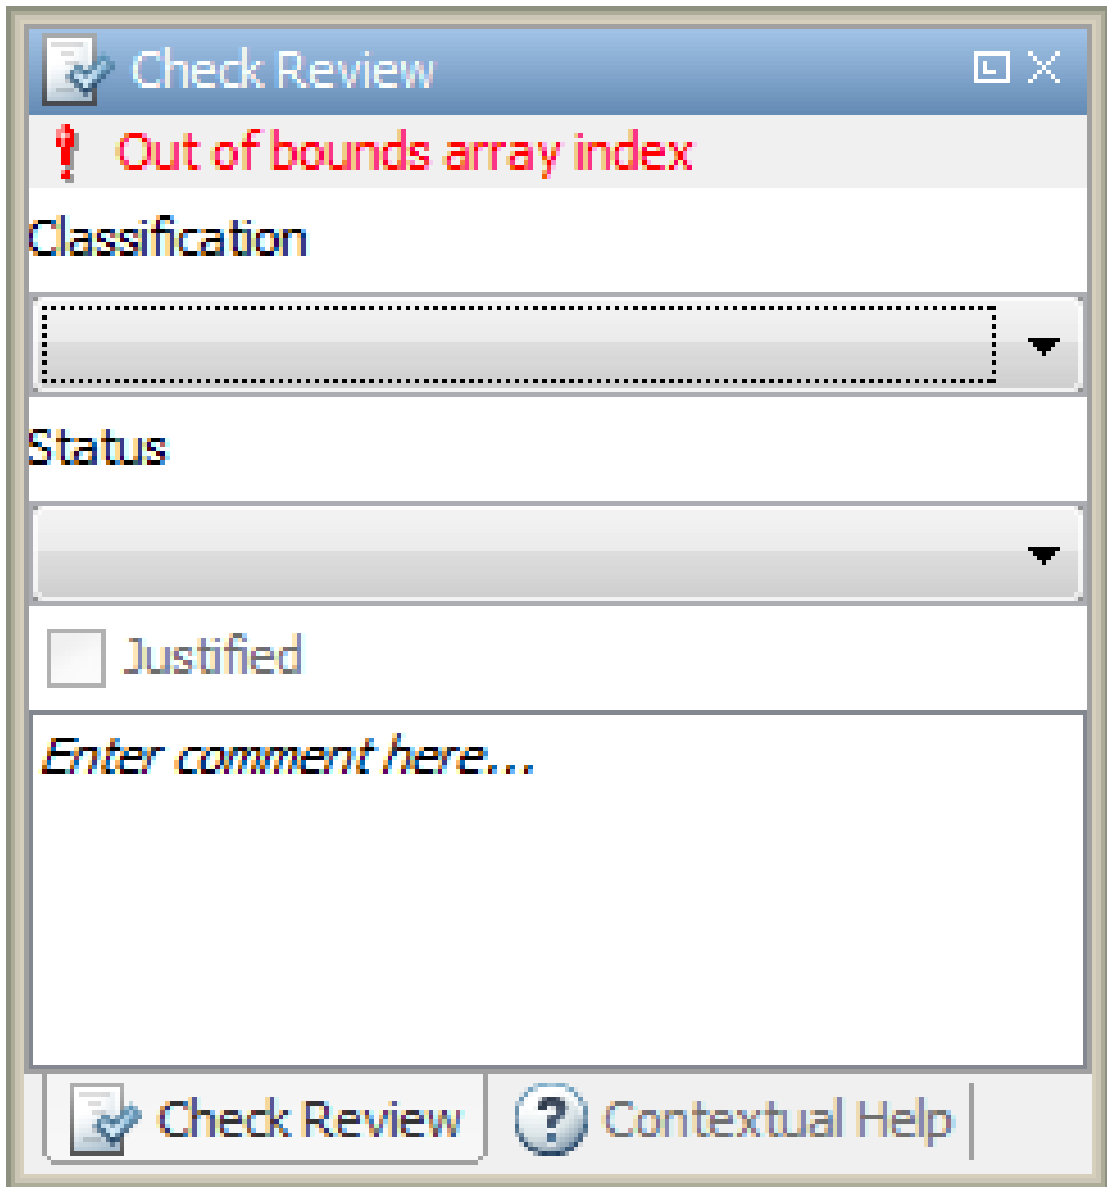 Check Review
Out of bounds array index
Classification
Status
Justified
Enter comment here...
Check Review Contextual Help